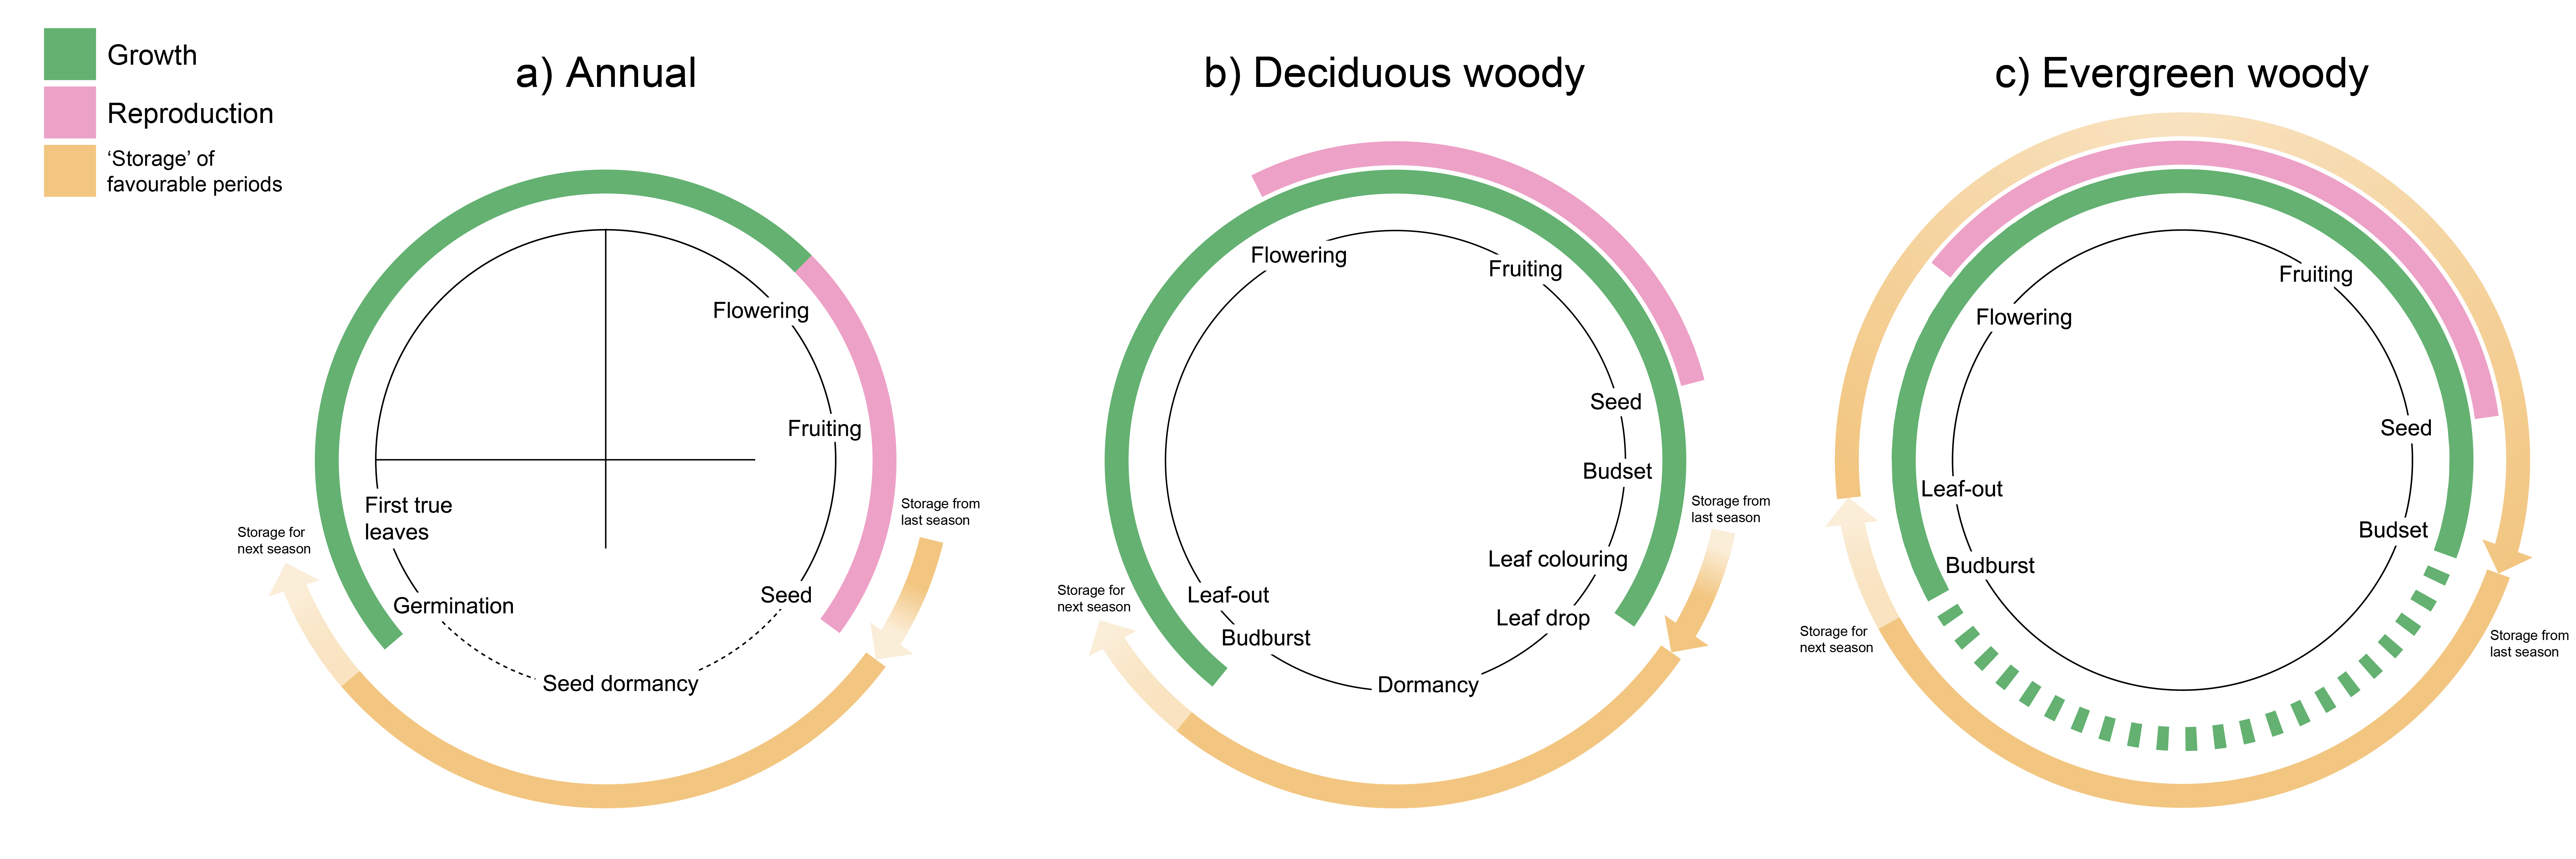 Growth
Reproduction
‘Storage’ of
favourable periods
a) Annual
Flowering
Fruiting
Seed
Seed dormancy
Germination
First true
leaves
Storage for
next season
Storage from
last season
b) Deciduous woody
Flowering
Fruiting
Seed
Budset
Leaf colouring
Leaf drop
Dormancy
Budburst
Leaf-out
Storage for
next season
Storage from
last season
c) Evergreen woody
Flowering
Fruiting
Seed
Budset
Budburst
Leaf-out
Storage for
next season
Storage from
last season